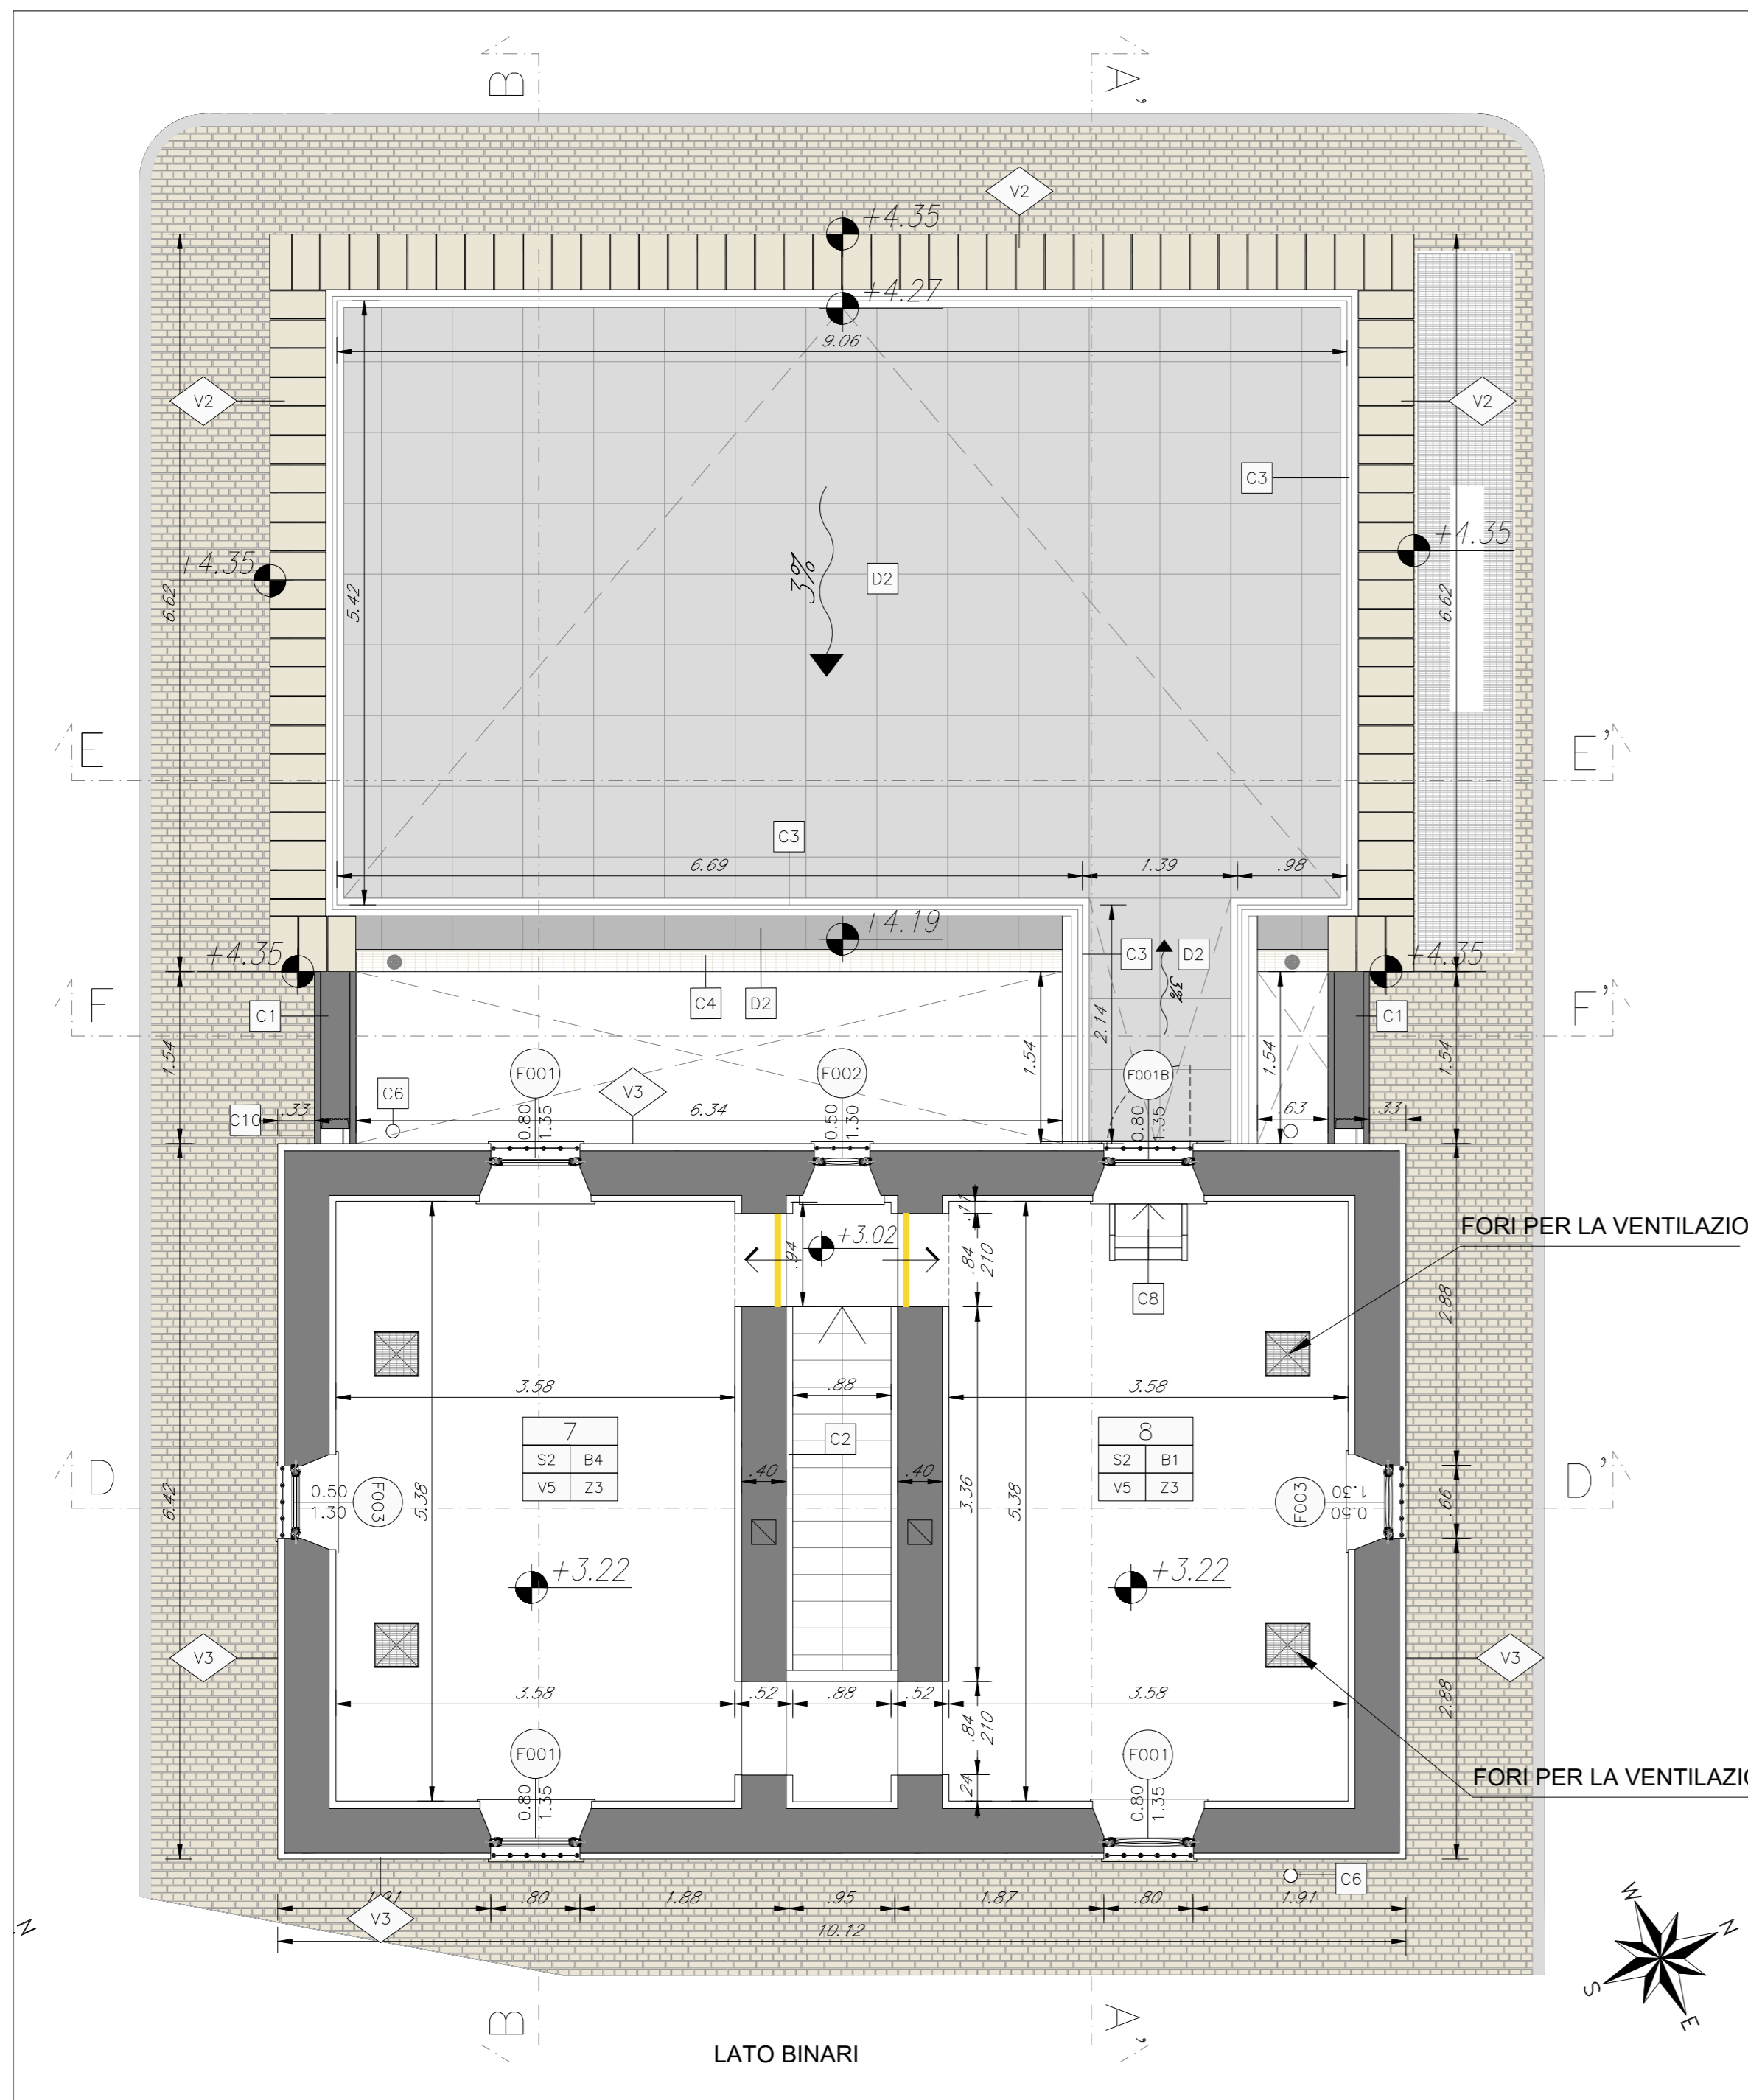 B
A'
V2
+4.35
+4.27
9.06
V2
V2
C3
+4.35
+4.35
3%
D2
6.62
5.42
6.62
E
E'
C3
6.69
1.39
.98
+4.19
+4.35
+4.35
C3
D2
3%
C4
D2
F
F'
C1
C1
2.14
1.54
1.54
1.54
1.54
F001
F002
F001B
V3
C6
C10
.33
6.34
.63
.33
0.80
1.35
0.50
1.30
0.80
1.35
.11
FORI PER LA VENTILAZIO
+3.02
.94
.84
210
C8
2.88
3.58
.88
3.58
7
S2 B4
V5 Z3
C2
8
S2 B1
V5 Z3
.40
.40
D
D'
6.42
0.50
1.30
F003
5.38
3.36
5.38
F003
0.50
1.30
.66
+3.22
+3.22
V3
V3
3.58
.52
.88
.52
3.58
2.88
.84
210
F001
F001
FORI PER LA VENTILAZIO
.24
0.80
1.35
0.80
1.35
C6
1.91
.80
1.88
.95
1.87
.80
1.91
V3
10.12
N
W
N
S
E
B
A'
LATO BINARI